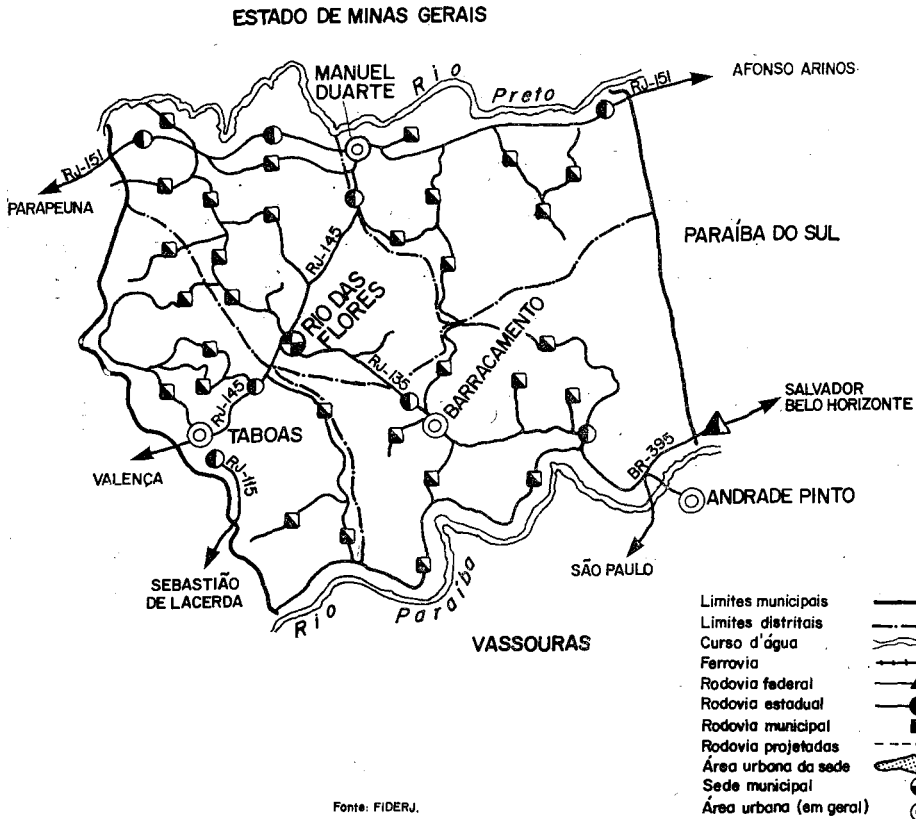 ESTADO DE MINAS GERAIS
MANUEL
DUARTE
Rio
Preto
RJ-151
AFONSO ARINOS
RJ-151
PARAPEUNA
RJ-145
PARAÍBA DO SUL
RIO DAS
FLORES
RJ-135
BARRACAMENTO
SALVADOR
BELO HORIZONTE
RJ-145
TABOAS
VALENÇA
RJ-115
BR-395
ANDRADE PINTO
SÃO PAULO
SEBASTIÃO
DE LACERDA
Rio
Paraíba
VASSOURAS
Limites municipais
Limites distritais
Curso d'água
Ferrovia
Rodovia federal
Rodovia estadual
Rodovia municipal
Rodovia projetadas
Área urbana da sede
Sede municipal
Área urbana (em geral)
Fonte: FIDERJ.